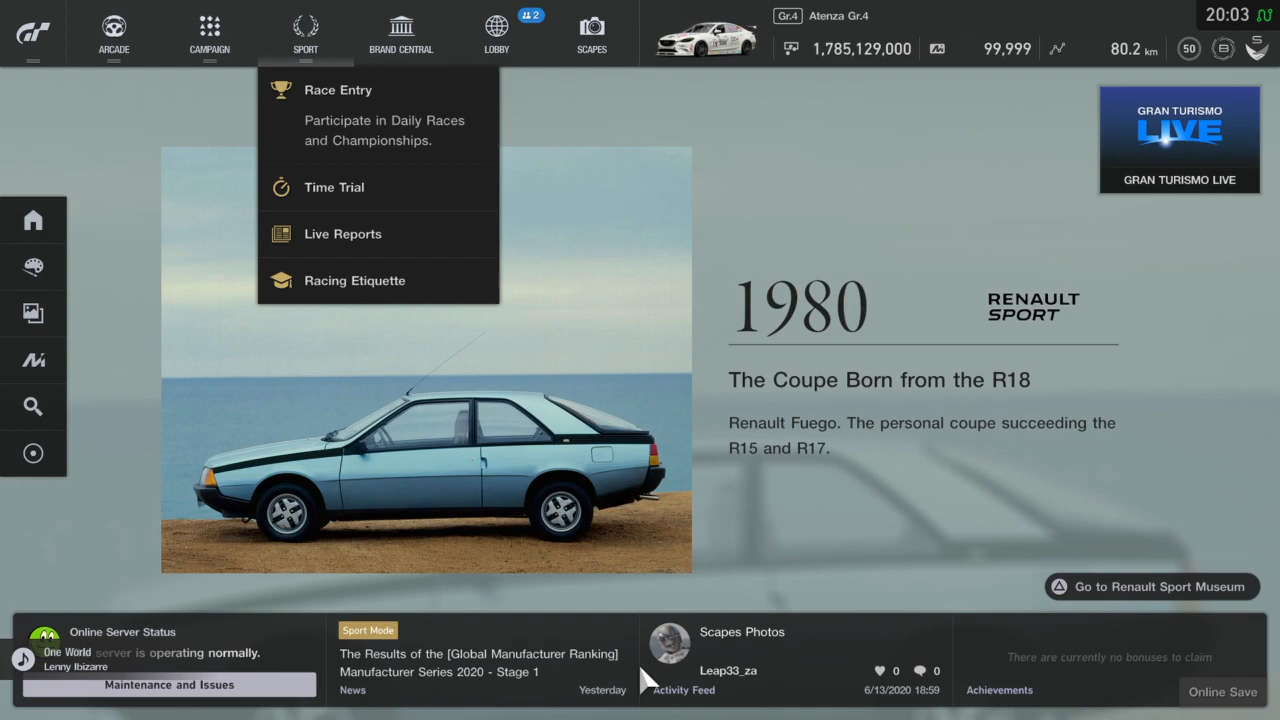 ARCADE
CAMPAIGN
SPORT
BRAND CENTRAL
2
LOBBY
SCAPES
Gr.4 Atenza Gr.4
1,785,129,000
99,999
80.2 km
50
B
S
20:03
Race Entry
Participate in Daily Races
and Championships.
Time Trial
Live Reports
Racing Etiquette
GRAN TURISMO
LIVE
GRAN TURISMO LIVE
1980
RENAULT
SPORT
The Coupe Born from the R18
Renault Fuego. The personal coupe succeeding the
R15 and R17.
Go to Renault Sport Museum
Online Server Status
server is operating normally.
One World
Lenny Ibizarre
Maintenance and Issues
Sport Mode
The Results of the [Global Manufacturer Ranking]
Manufacturer Series 2020 - Stage 1
News
Yesterday
Scapes Photos
Leap33_za
0 0
Activity Feed
6/13/2020 18:59
There are currently no bonuses to claim
Achievements
Online Save